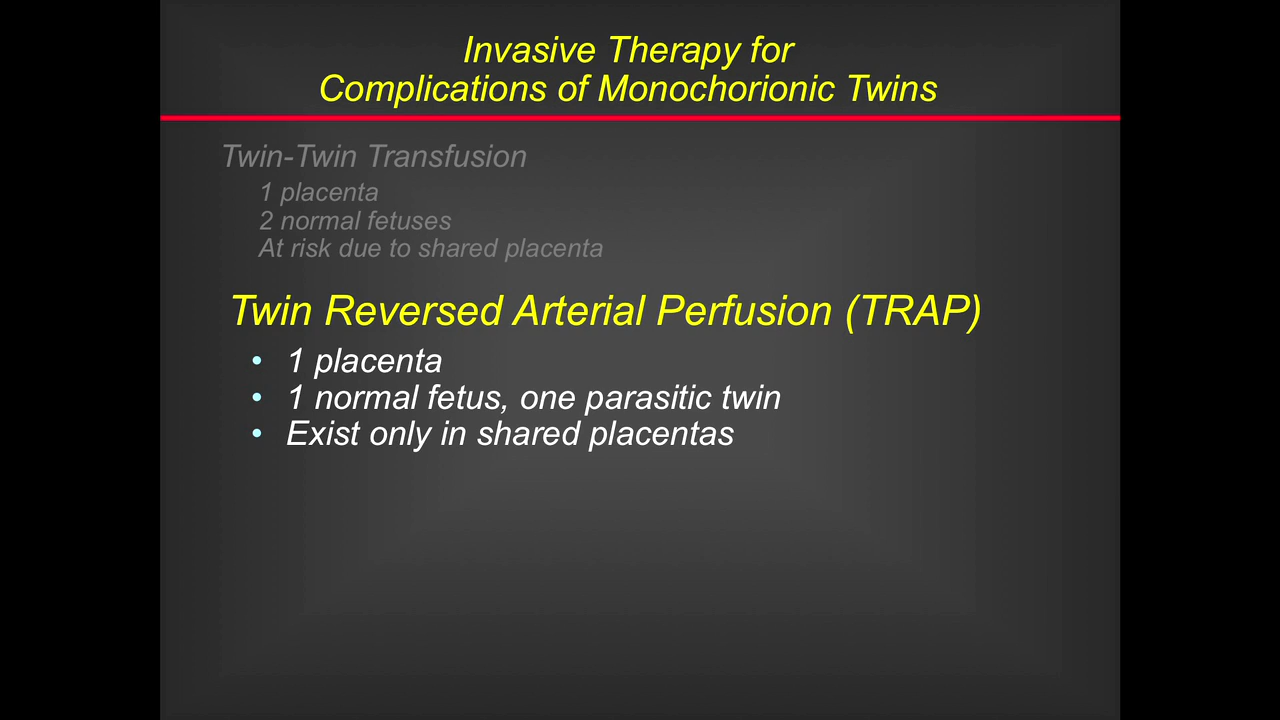 Invasive Therapy for
Complications of Monochorionic Twins
Twin-Twin Transfusion
1 placenta
2 normal fetuses
At risk due to shared placenta
Twin Reversed Arterial Perfusion (TRAP)
• 1 placenta
• 1 normal fetus, one parasitic twin
• Exist only in shared placentas